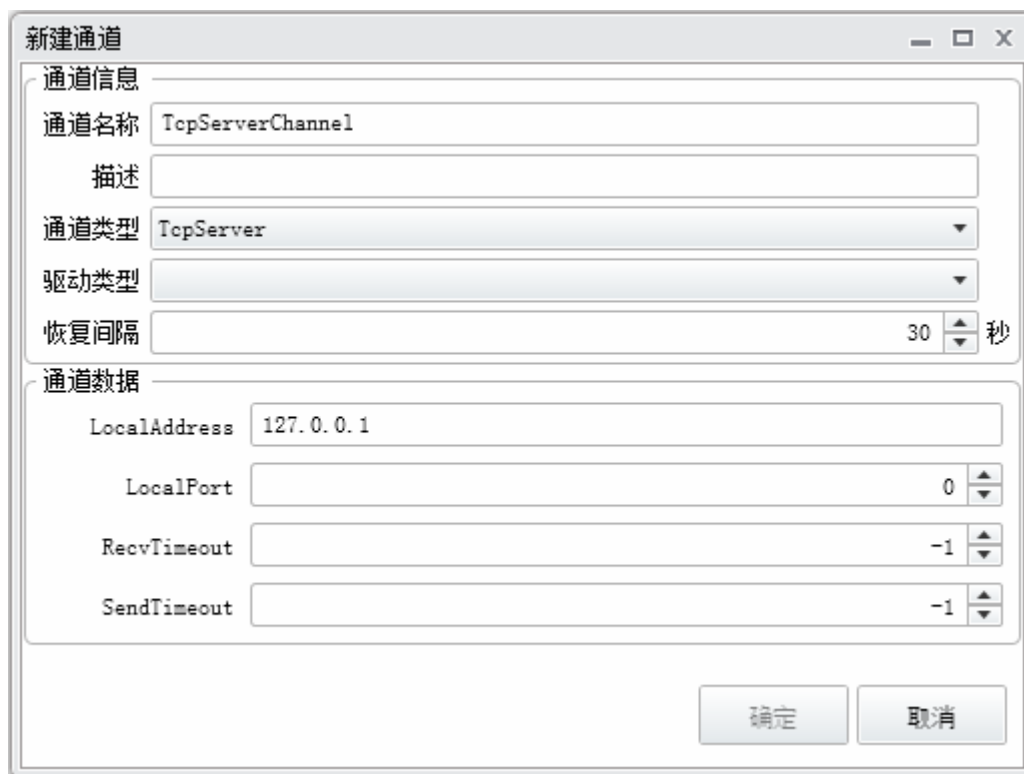 新建通道
通道信息
通道名称 TcpServerChannel
描述
通道类型 TcpServer
驱动类型
恢复间隔 30 秒
通道数据
LocalAddress 127.0.0.1
LocalPort 0
RecvTimeout -1
SendTimeout -1
确定 取消